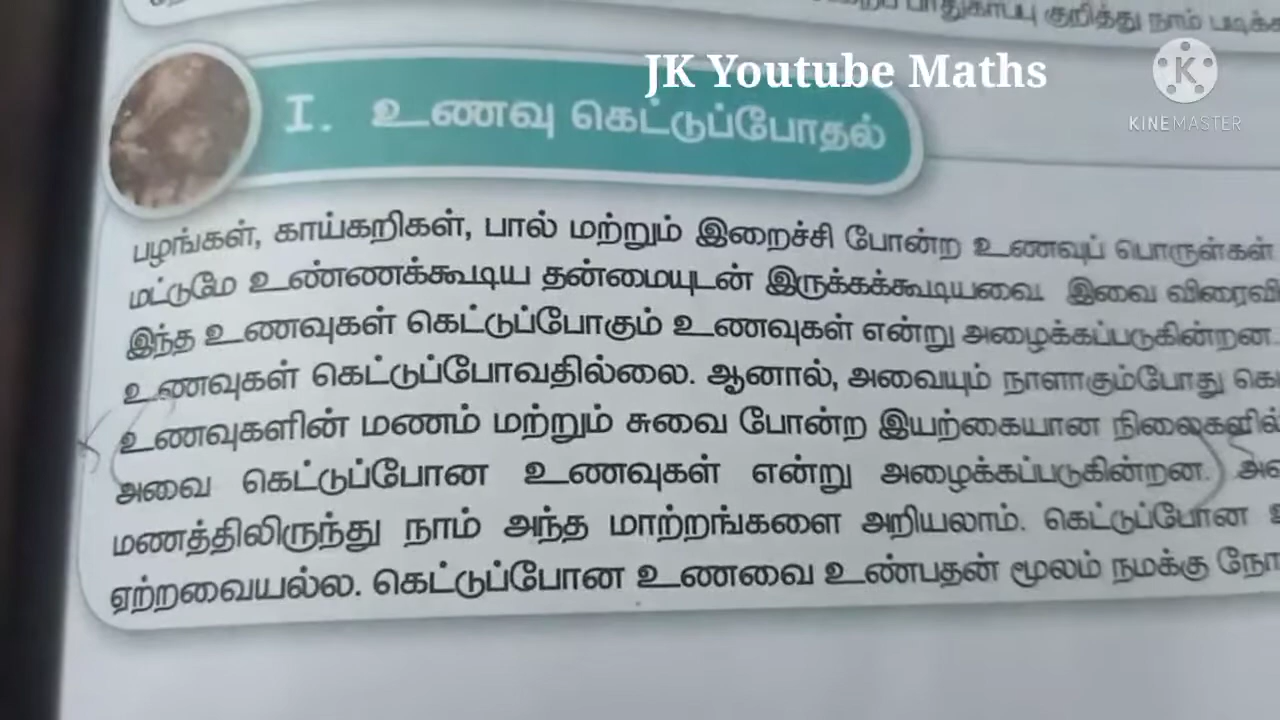 பாதுகாப்பு குறித்து நாம் படிக்க
JK Youtube Maths
KINEMASTER
I. உணவு கெட்டுப்போதல்
பழங்கள், காய்கறிகள், பால் மற்றும் இறைச்சி போன்ற உணவுப் பொருள்கள்
மட்டுமே உண்ணக்கூடிய தன்மையுடன் இருக்கக்கூடியவை இவை
இந்த உணவுகள் கெட்டுப்போகும் உணவுகள் என்று அழைக்கப்படுகின்றன.
உணவுகள் கெட்டுப்போவதில்லை. ஆனால், அவையும் நாளாகும்போது
உணவுகளின் மணம் மற்றும் சுவை போன்ற இயற்கையான நிலைகளில்
அவை கெட்டுப்போன உணவுகள் என்று அழைக்கப்படுகின்றன.
மணத்திலிருந்து நாம் அந்த மாற்றங்களை அறியலாம். கெட்டுப்போன
ஏற்றவையல்ல. கெட்டுப்போன உணவை உண்பதன் மூலம் நமக்கு